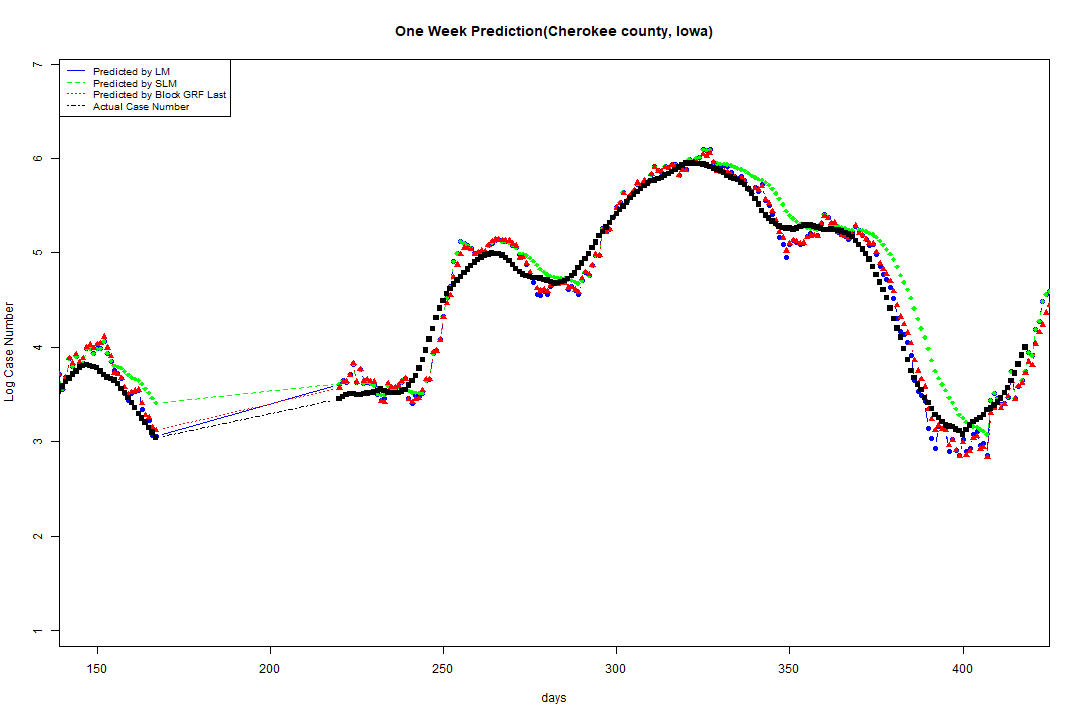 One Week Prediction(Cherokee county, Iowa)
Predicted by LM
Predicted by SLM
Predicted by Block GRF Last
Actual Case Number
Log Case Number
7
6
5
4
3
2
1
150 200 250 300 350 400
days